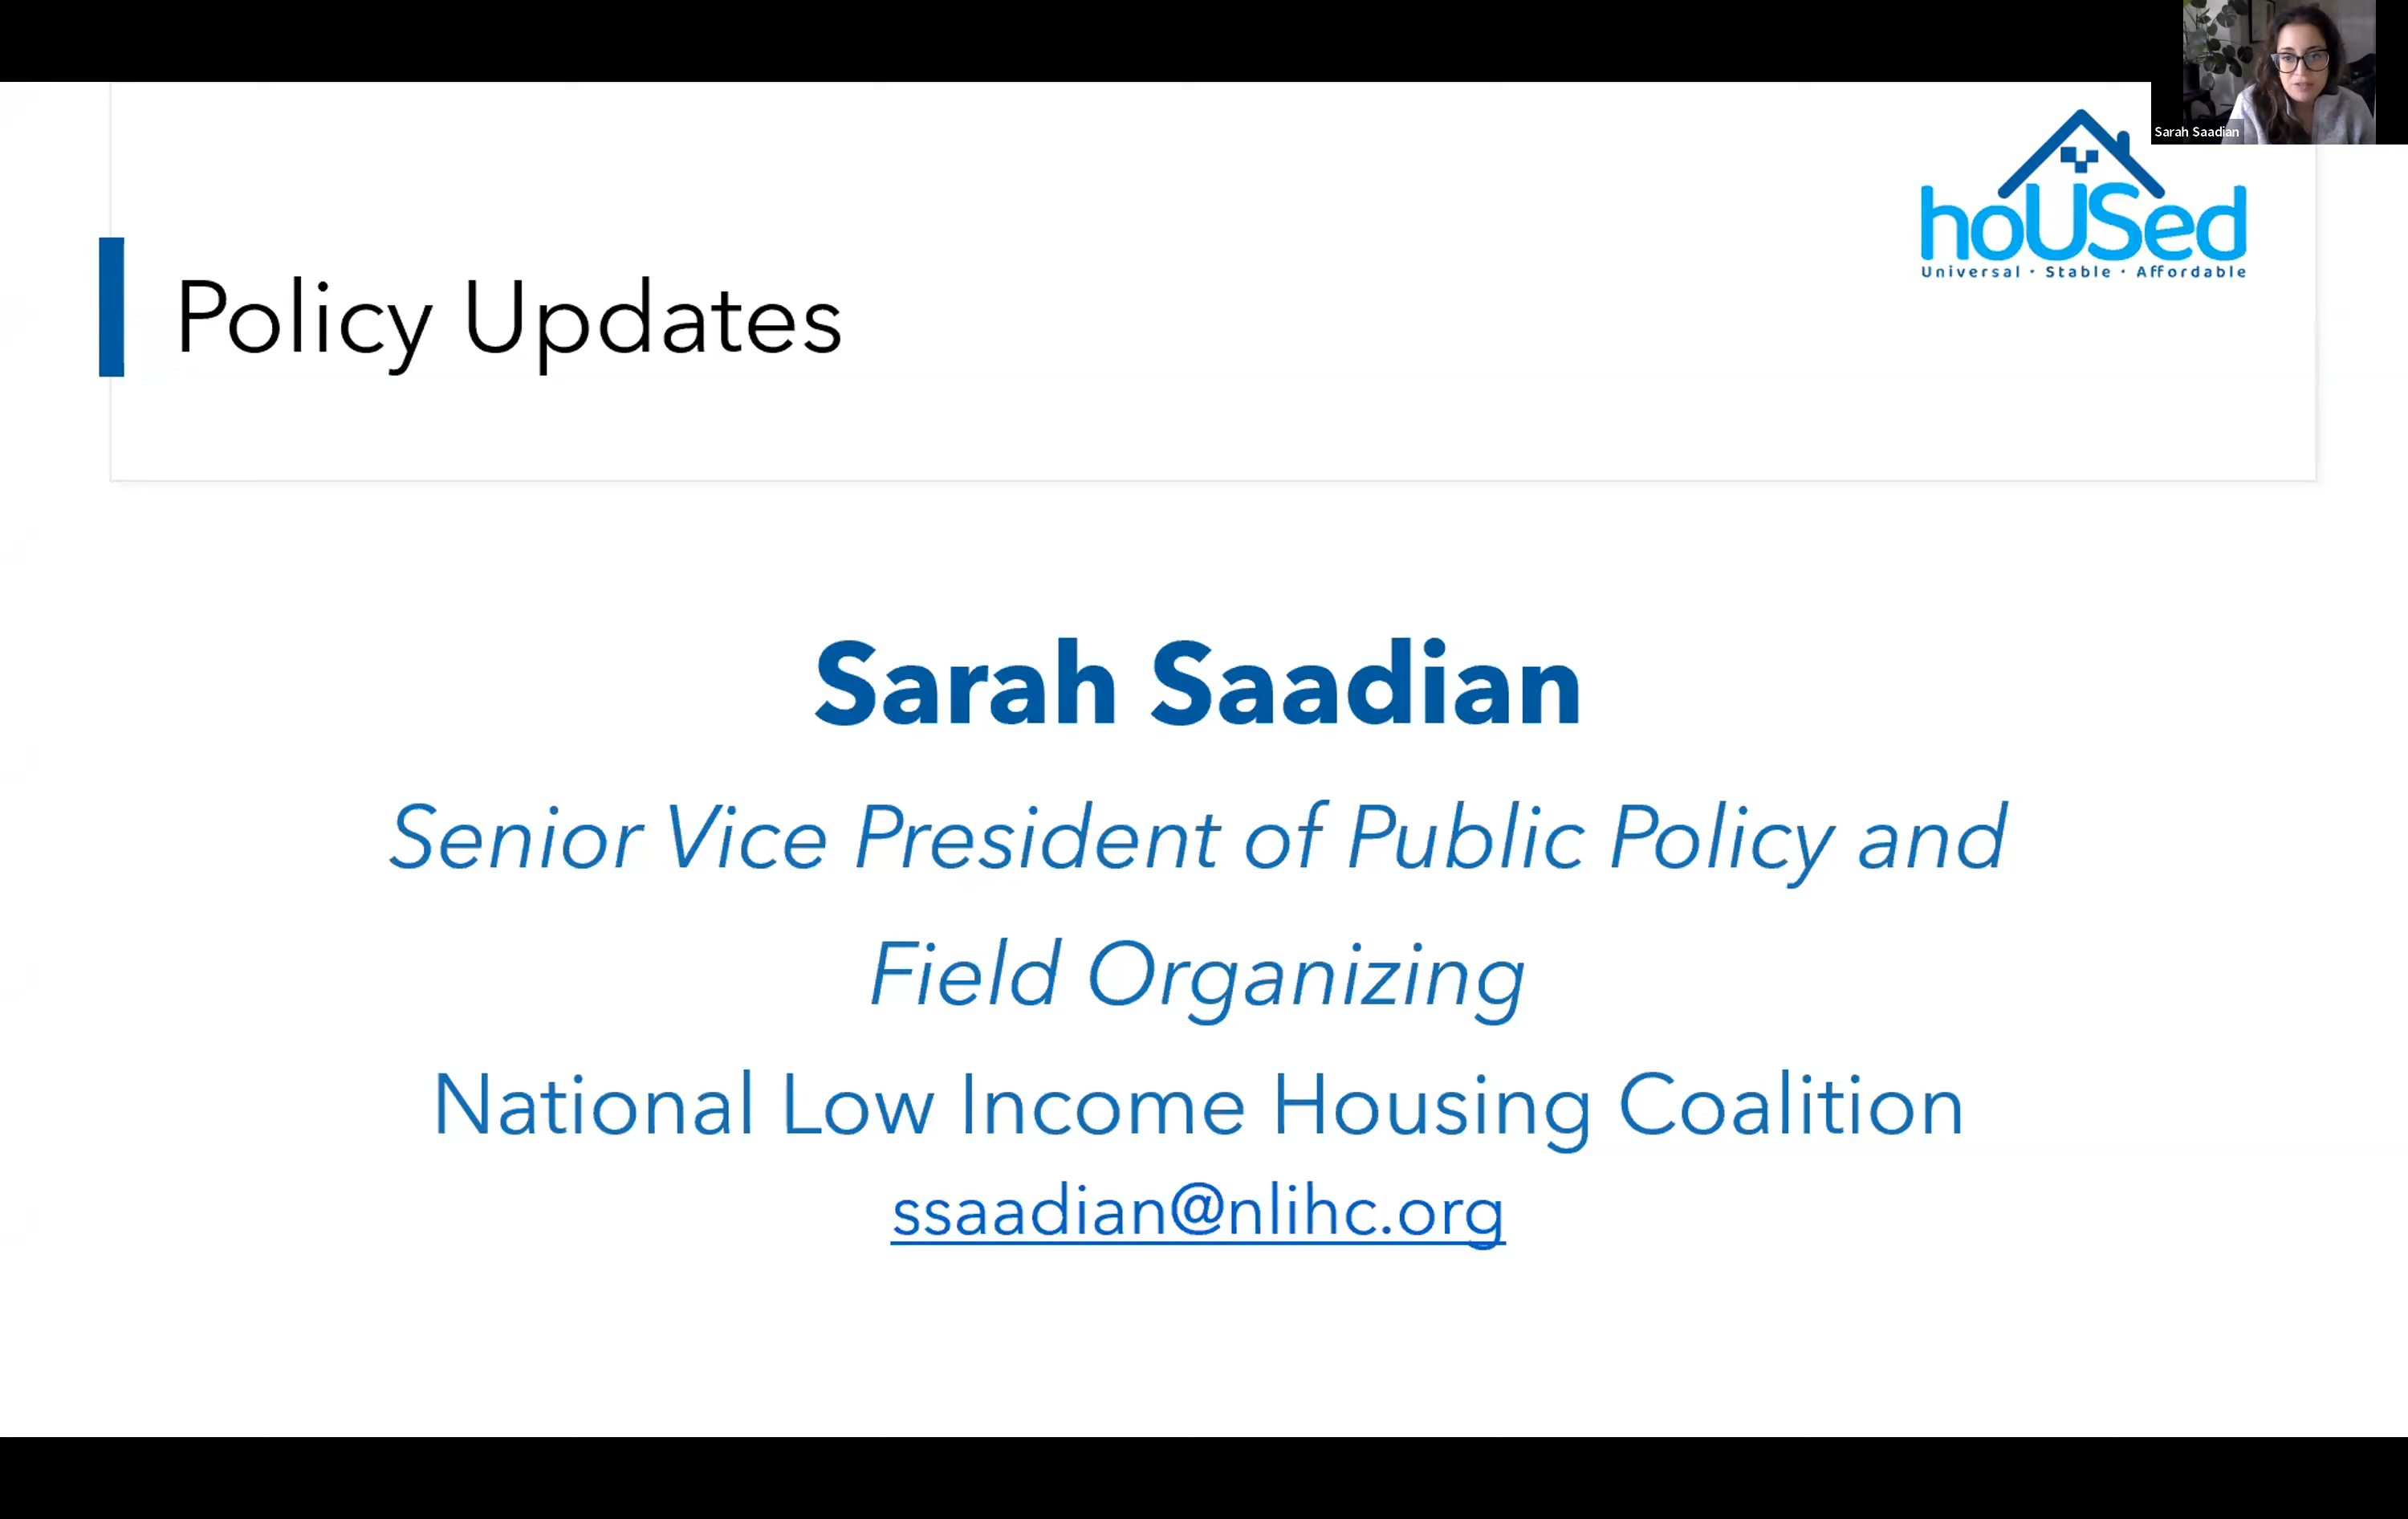 Sarah Saadian
hoUSed
Universal · Stable · Affordable
Policy Updates
Sarah Saadian
Senior Vice President of Public Policy and
Field Organizing
National Low Income Housing Coalition
ssaadian@nlihc.org